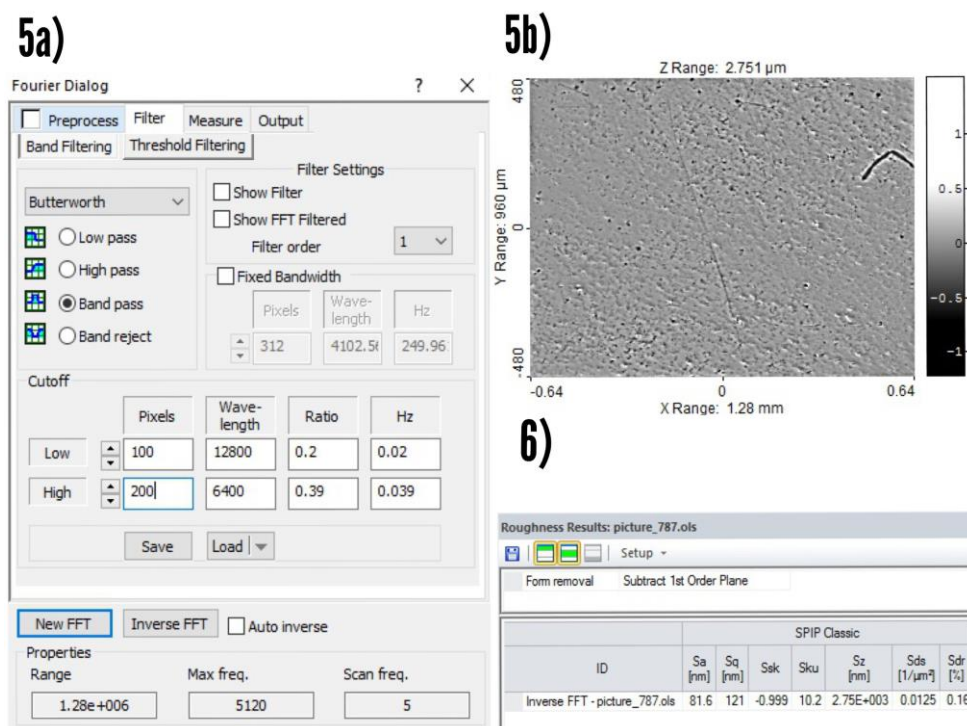 5a)
Fourier Dialog ? ×
Preprocess Filter Measure Output
Band Filtering Threshold Filtering
Filter Settings
Butterworth
Show Filter
Show FFT Filtered
Low pass
Filter order 1
High pass
Fixed Bandwidth
Band pass
Pixels Wave-length Hz
Band reject
312 4102.56 249.96
Cutoff
Pixels Wave-length Ratio Hz
Low 100 12800 0.2 0.02
High 200 6400 0.39 0.039
Save Load
New FFT Inverse FFT Auto inverse
Properties
Range Max freq. Scan freq.
1.28e+006 5120 5
5b)
Z Range: 2.751 µm
480
0
-480
Y Range: 960 µm
-0.64 0 0.64
X Range: 1.28 mm
1
0.5
0
-0.5
-1
6)
Roughness Results: picture_787.ols
Setup
Form removal Subtract 1st Order Plane
SPIP Classic
ID Sa [nm] Sq [nm] Ssk Sku Sz [nm] Sds [1/µm²] Sdr [%]
Inverse FFT - picture_787.ols 81.6 121 -0.999 10.2 2.75E+003 0.0125 0.16